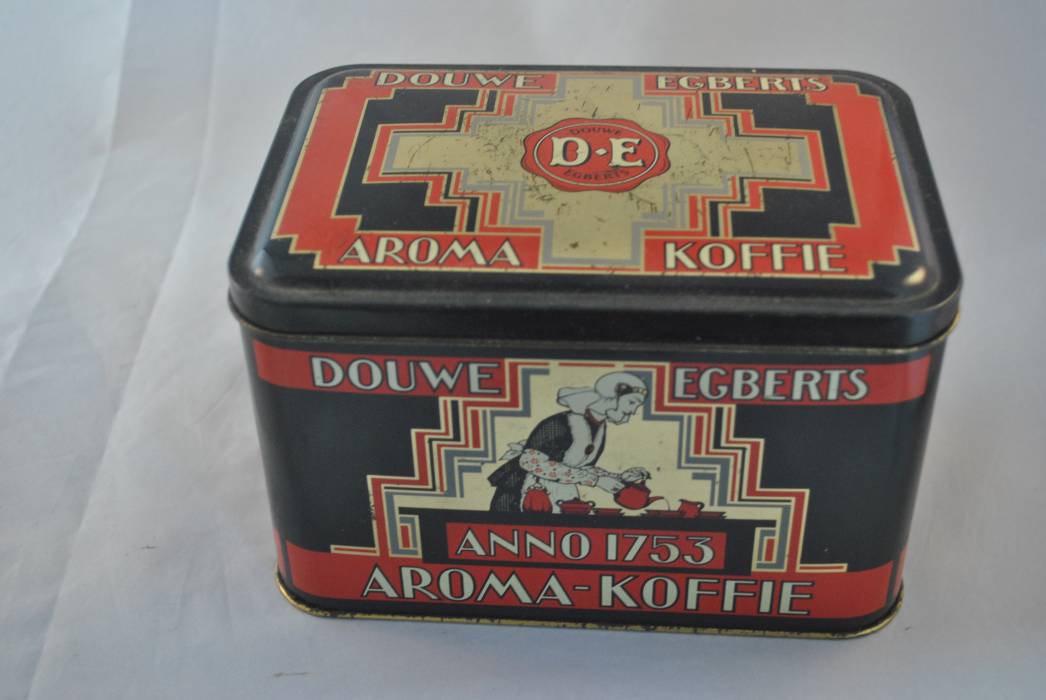 DOUWE EGBERTS
DOUWE
D·E
EGBERTS
AROMA KOFFIE
DOUWE EGBERTS
ANNO 1753
AROMA-KOFFIE